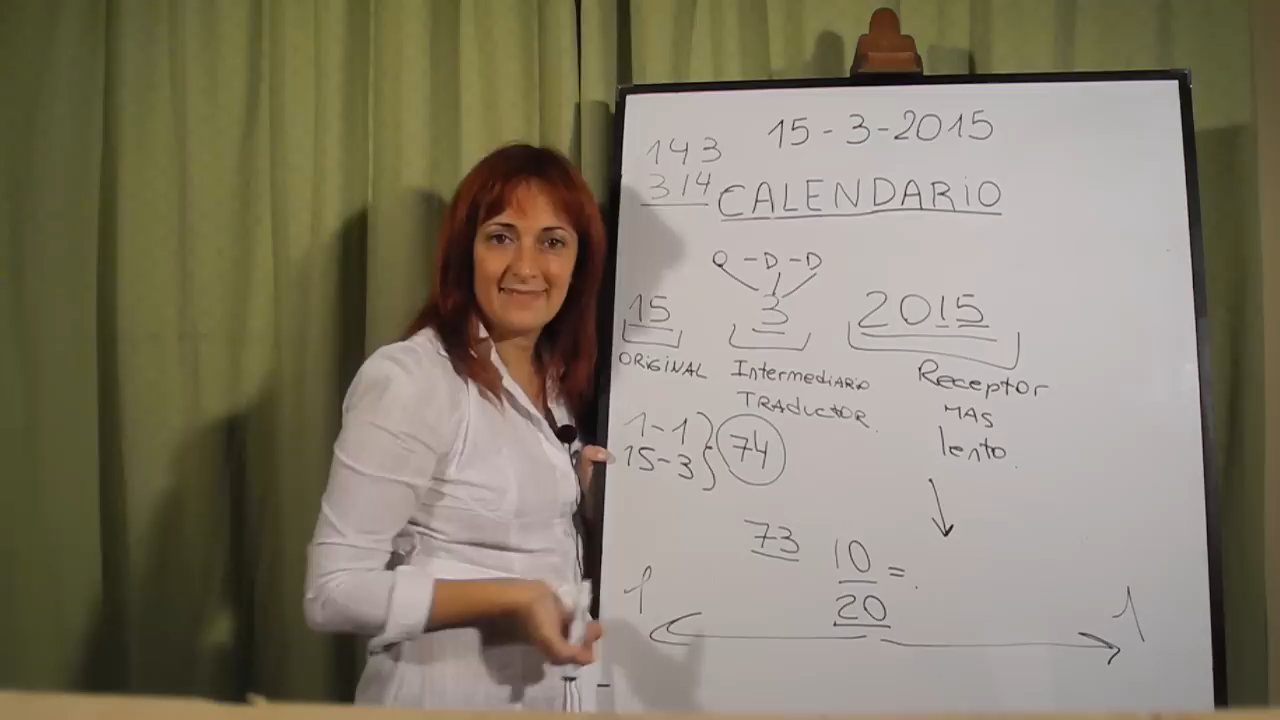 15-3-2015
143
314
CALENDARIO
Q-D-D
15 3 2015
ORIGINAL Intermediario Receptor
TRAductor MAS
lento.
1-1
15-3 } 74
73 10 =
20
1 1